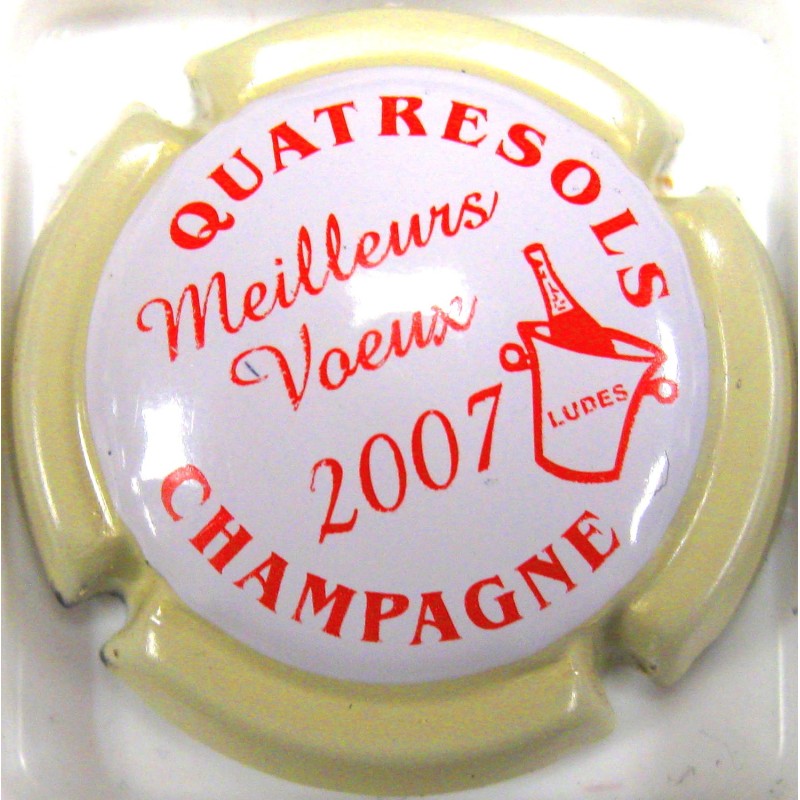 QUATRESOLS
Meilleurs
Voeux
2007
LUDES
CHAMPAGNE